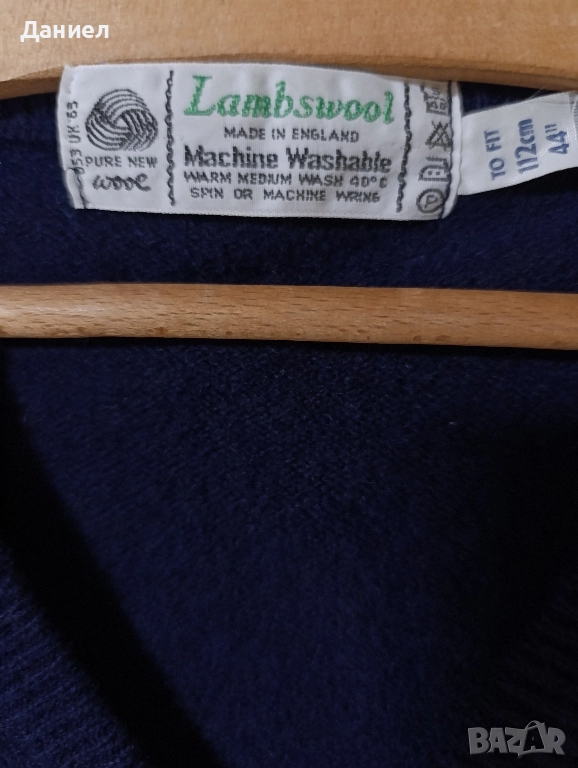 Даниел
Lambswool
MADE IN ENGLAND
Machine Washable
WARM MEDIUM WASH 40°C
SPIN OR MACHINE WRING
PURE NEW
wool
TO FIT
112cm
44"
BAZAR